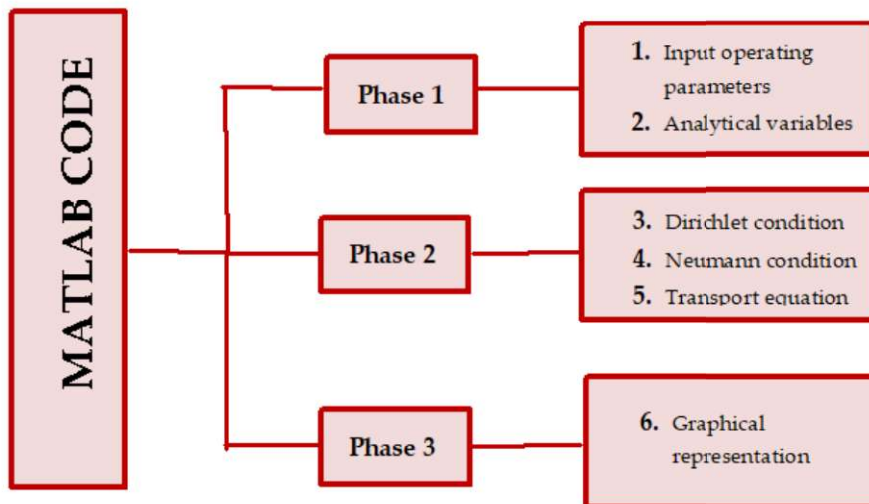 MATLAB CODE
Phase 1
1. Input operating
parameters
2. Analytical variables
Phase 2
3. Dirichlet condition
4. Neumann condition
5. Transport equation
Phase 3
6. Graphical
representation